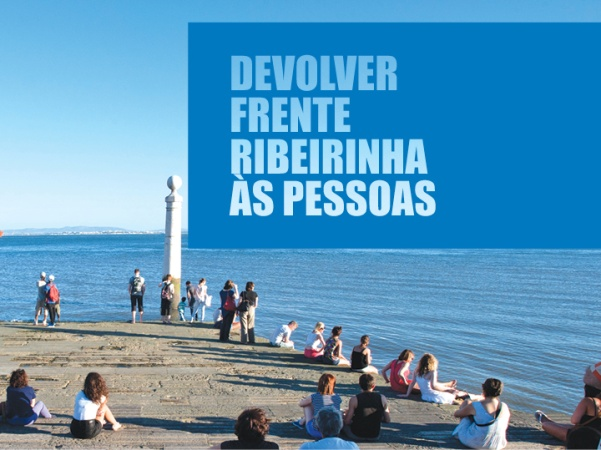 DEVOLVER
FRENTE
RIBEIRINHA
ÀS PESSOAS